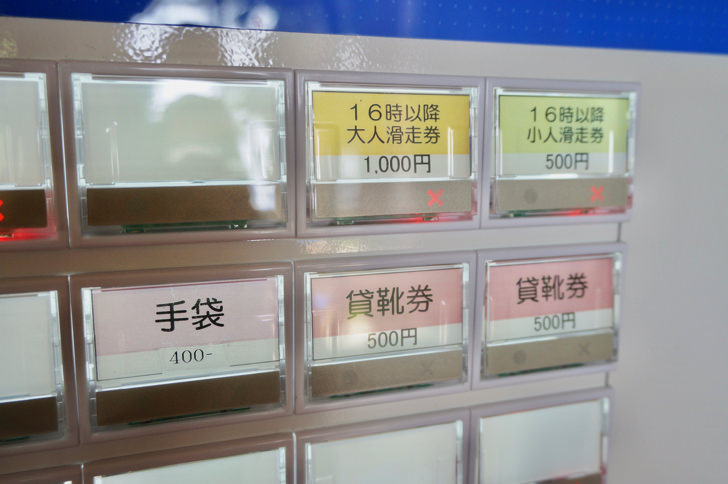 16時以降
大人滑走券
1,000円
16時以降
小人滑走券
500円
手袋
400-
貸靴券
500円
貸靴券
500円